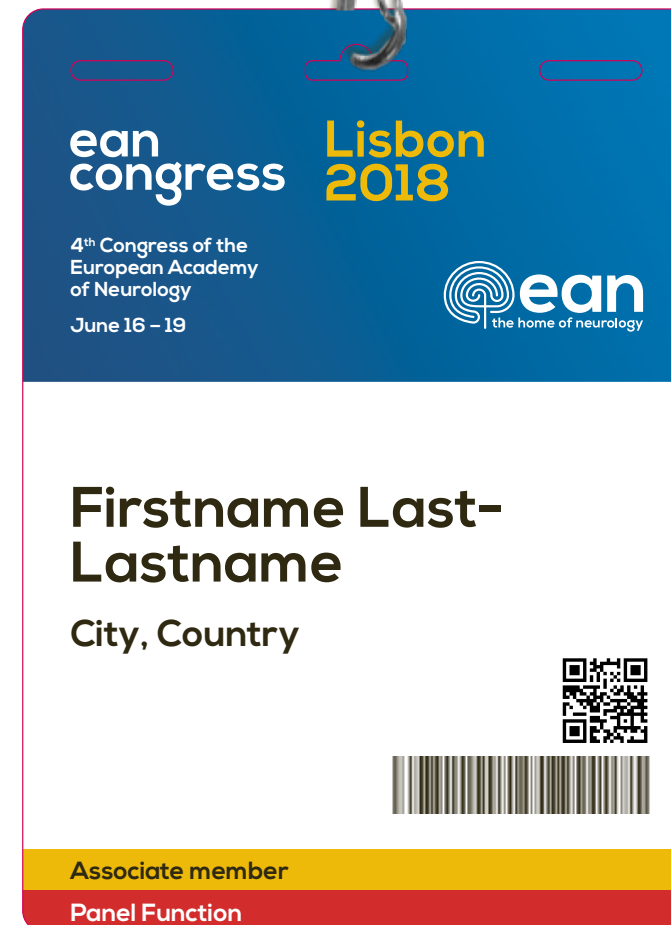 ean
congress
Lisbon
2018
4th Congress of the
European Academy
of Neurology
June 16 – 19
ean
the home of neurology
Firstname Last-
Lastname
City, Country
Associate member
Panel Function